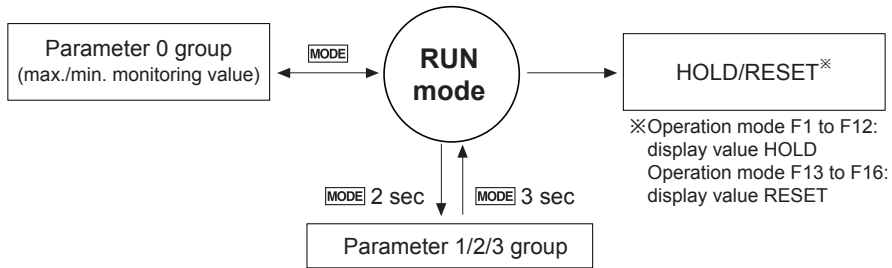 Parameter 0 group
(max./min. monitoring value)
MODE
RUN
mode
HOLD/RESET※
※Operation mode F1 to F12:
display value HOLD
Operation mode F13 to F16:
display value RESET
MODE 2 sec
MODE 3 sec
Parameter 1/2/3 group